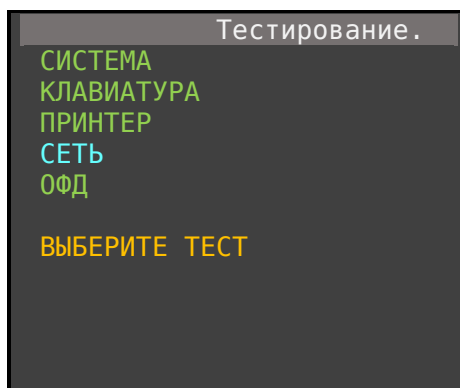 Тестирование.
СИСТЕМА
КЛАВИАТУРА
ПРИНТЕР
СЕТЬ
ОФД
ВЫБЕРИТЕ ТЕСТ